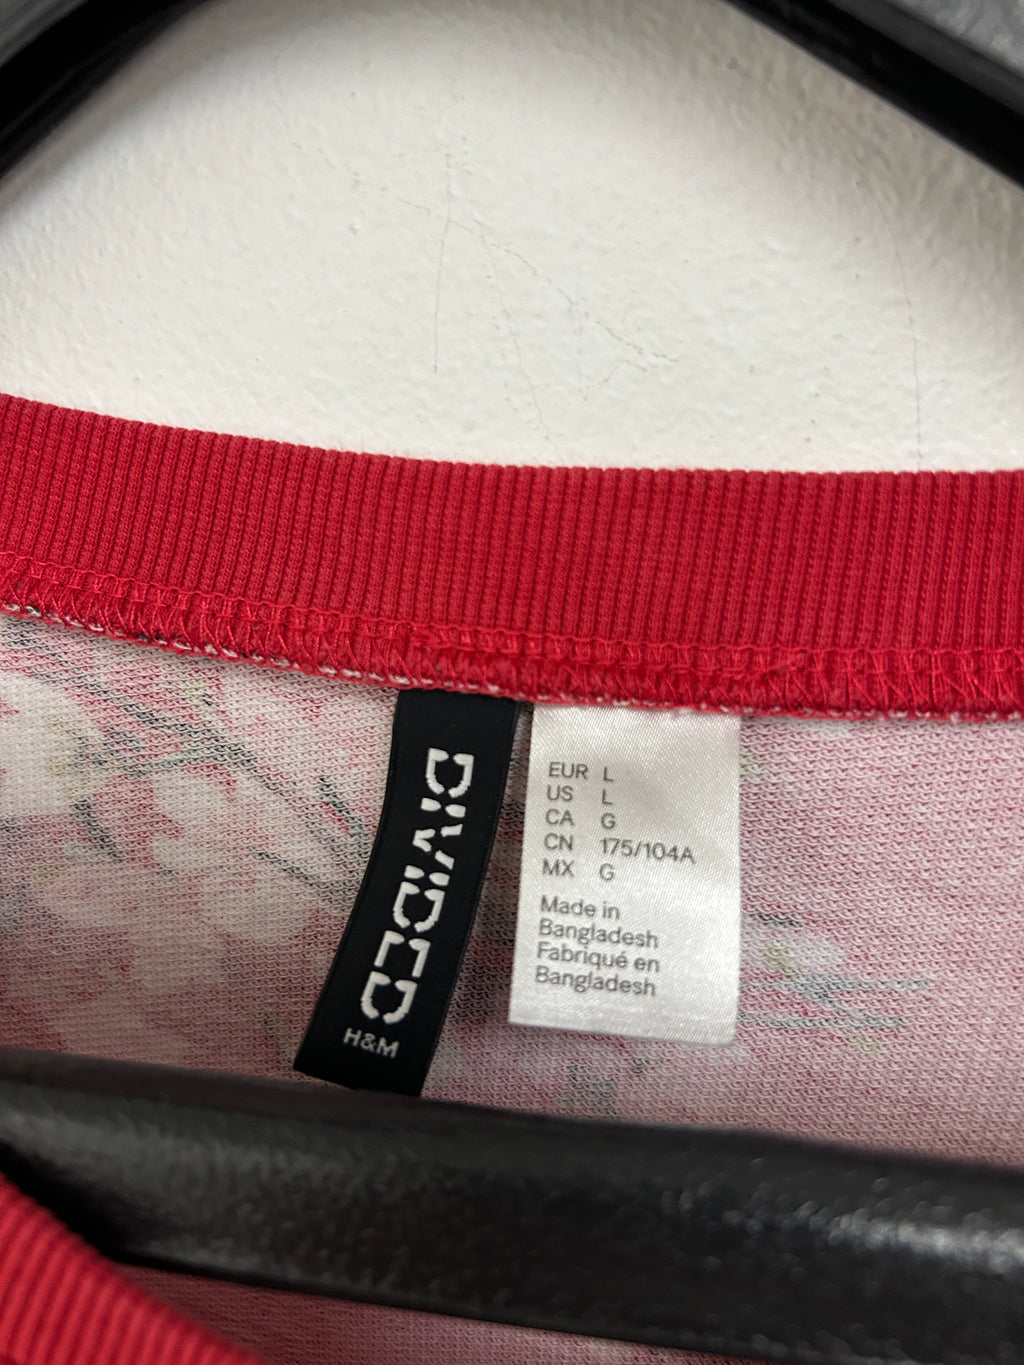 DIVIDED
H&M
EUR L
US L
CA G
CN 175/104A
MX G
Made in
Bangladesh
Fabriqué en
Bangladesh